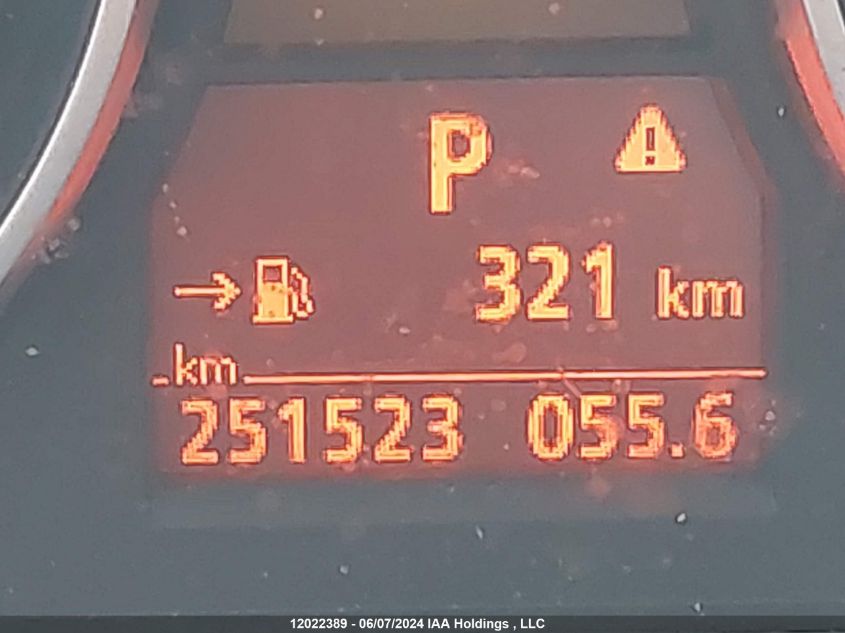 P
321 km
km
251523 055.6
12022389 - 06/07/2024 IAA Holdings , LLC